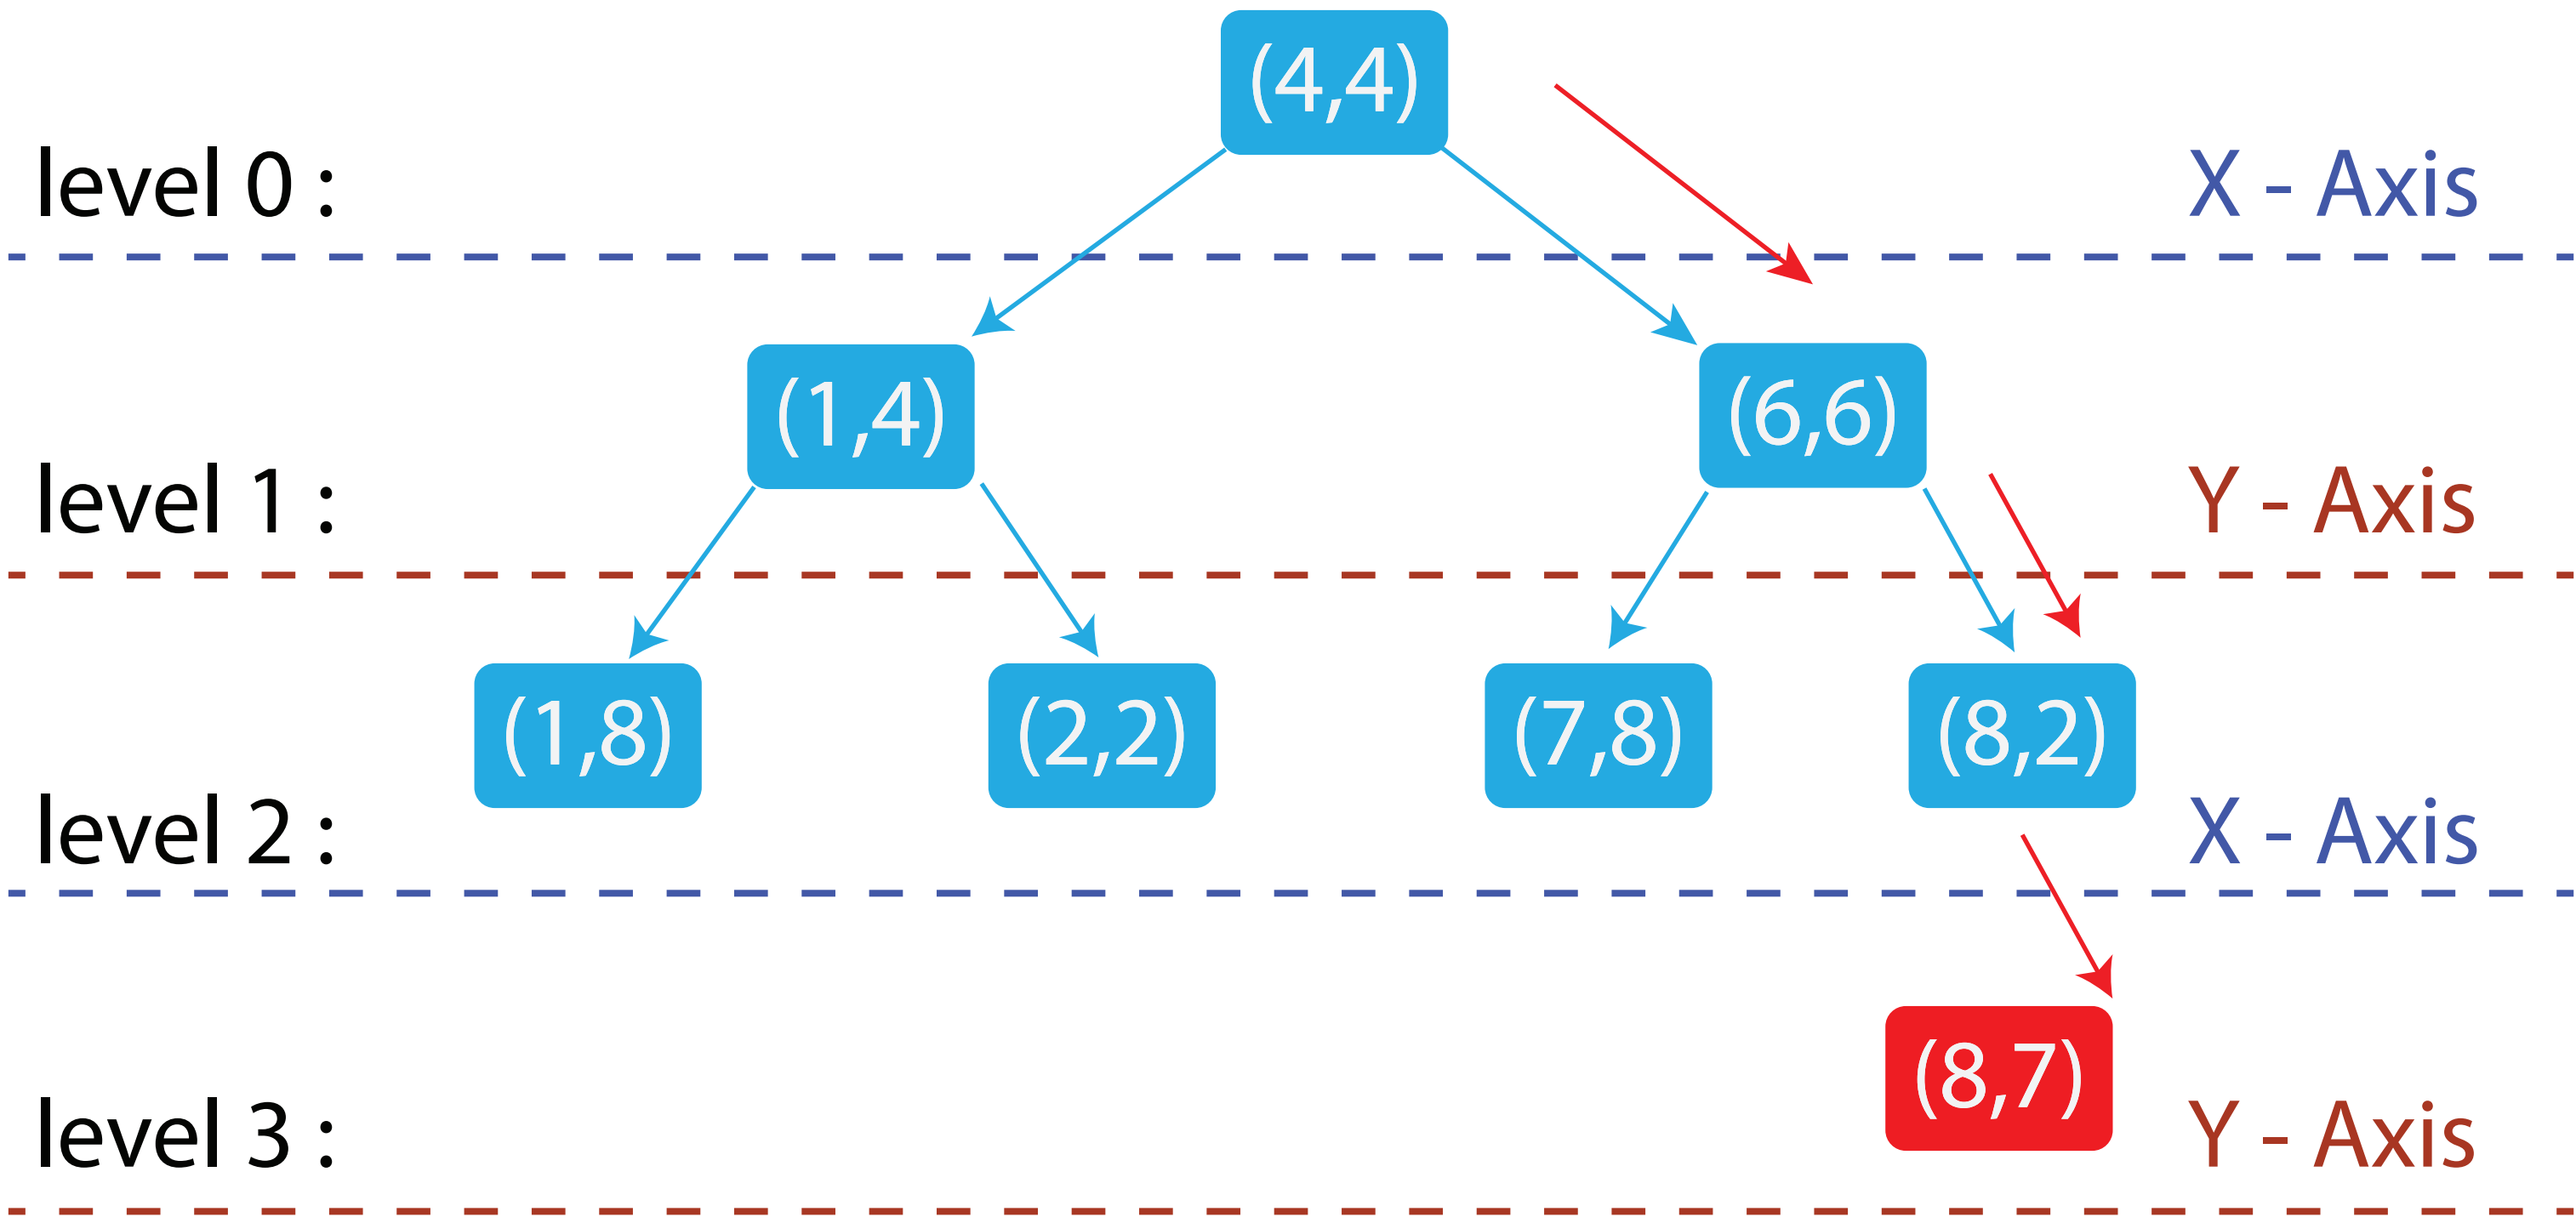 (4,4)
level 0 :
X - Axis
(1,4)
(6,6)
level 1 :
Y - Axis
(1,8)
(2,2)
(7,8)
(8,2)
level 2 :
X - Axis
(8,7)
level 3 :
Y - Axis